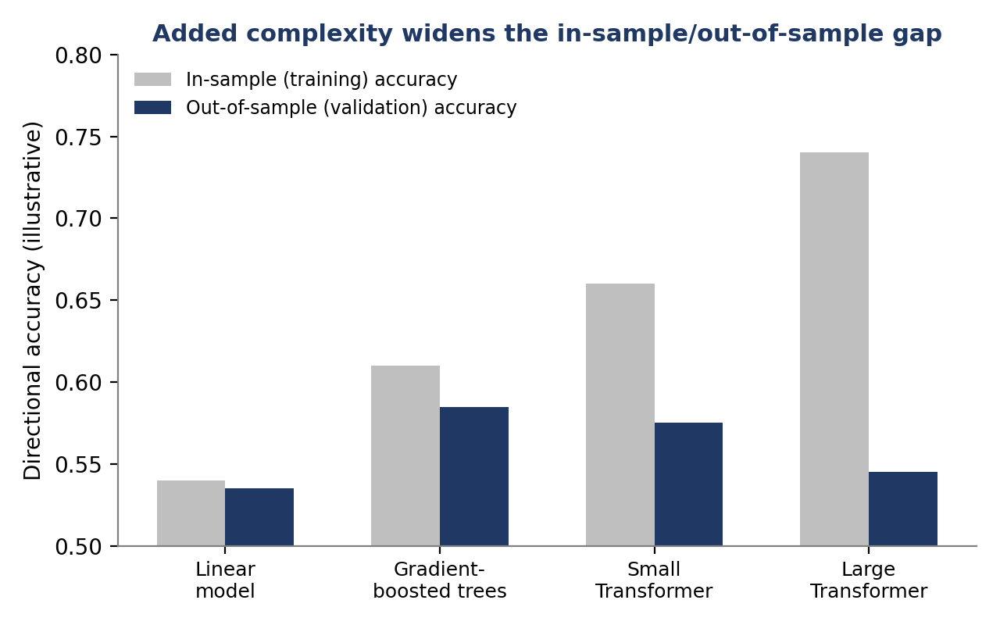 Added complexity widens the in-sample/out-of-sample gap
In-sample (training) accuracy
Out-of-sample (validation) accuracy
Directional accuracy (illustrative)
0.80
0.75
0.70
0.65
0.60
0.55
0.50
Linear
model
Gradient-
boosted trees
Small
Transformer
Large
Transformer